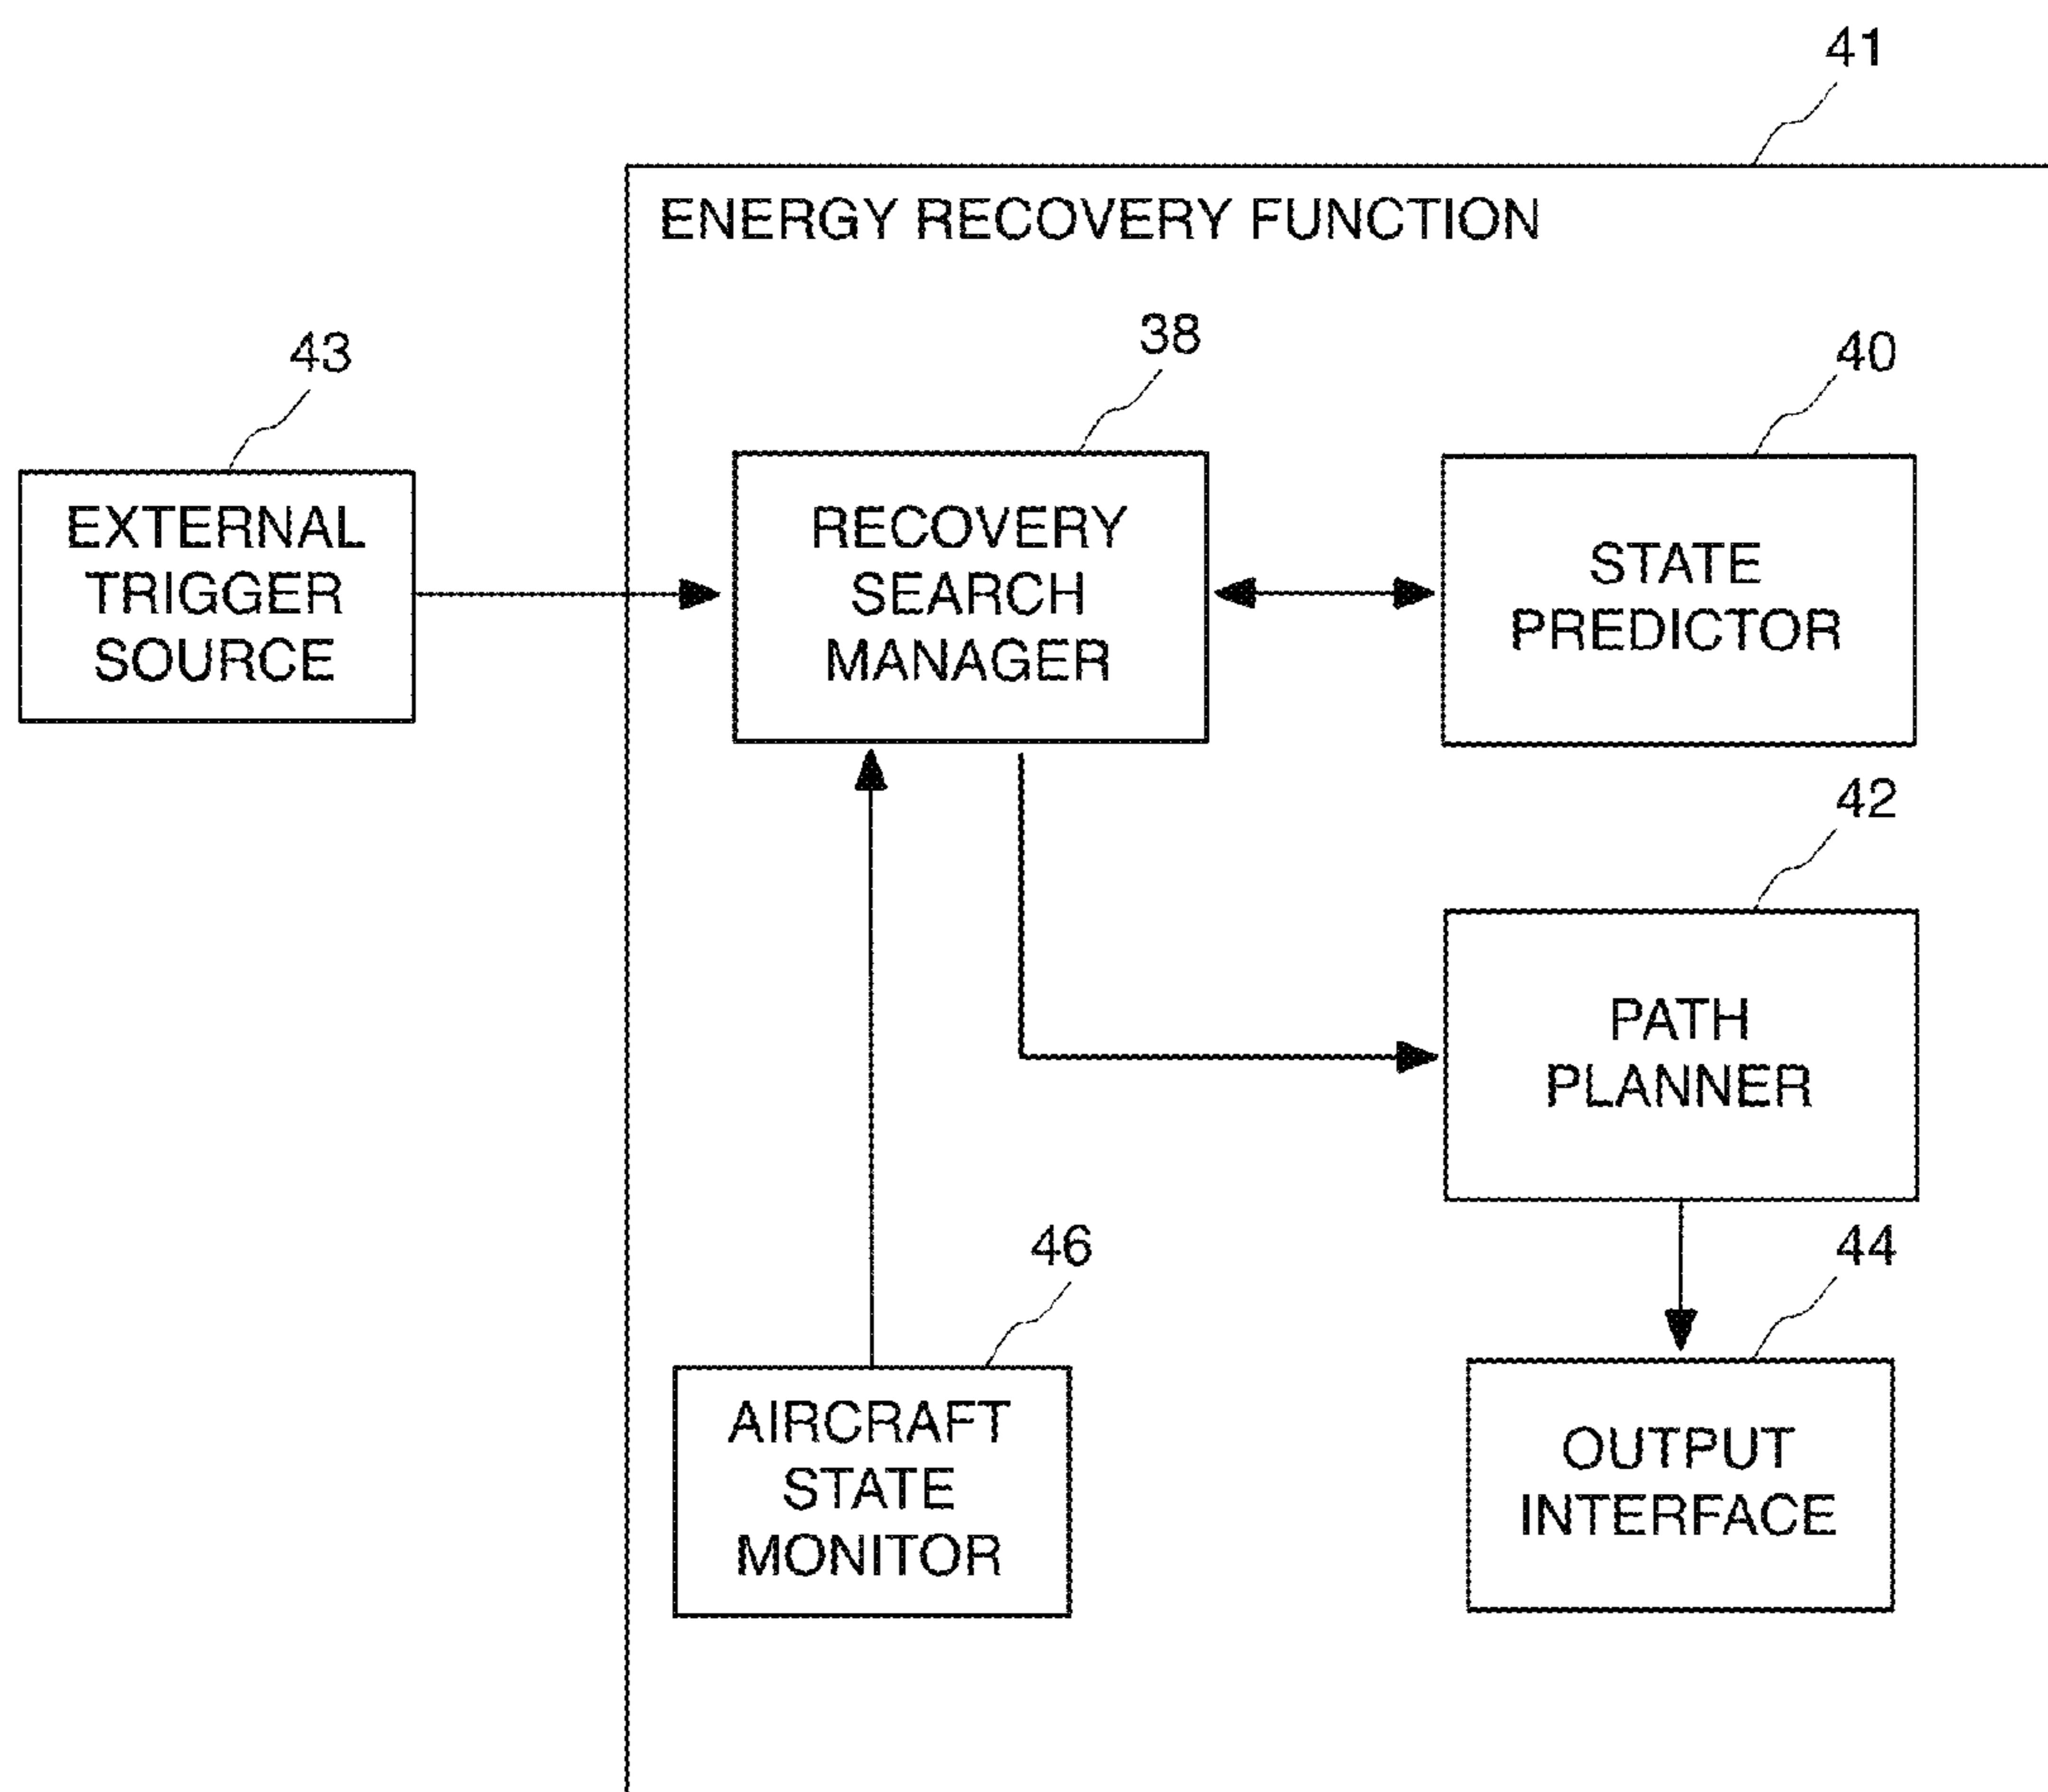 41
ENERGY RECOVERY FUNCTION
43
38
40
EXTERNAL
TRIGGER
SOURCE
RECOVERY
SEARCH
MANAGER
STATE
PREDICTOR
42
PATH
PLANNER
46
44
AIRCRAFT
STATE
MONITOR
OUTPUT
INTERFACE